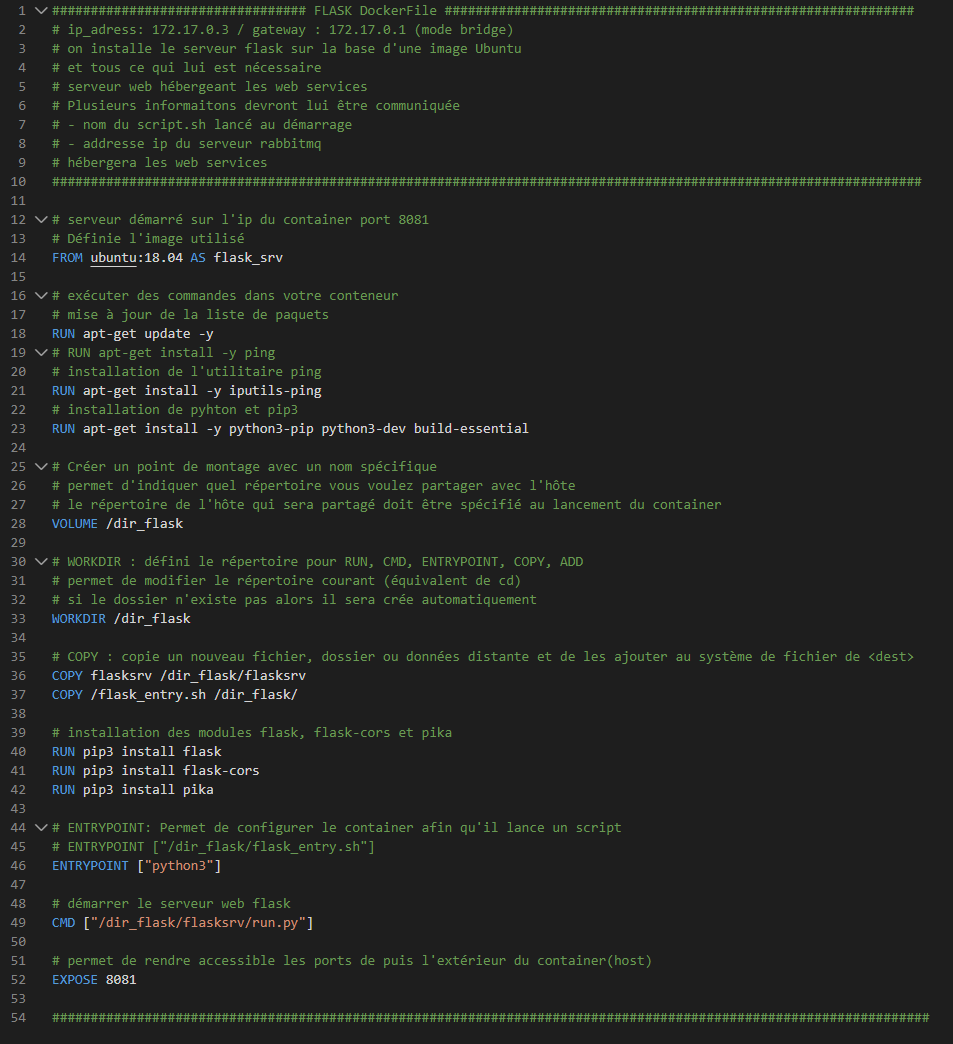 1 ################################# FLASK DockerFile #############################################################
2 # ip_adress: 172.17.0.3 / gateway : 172.17.0.1 (mode bridge)
3 # on installe le serveur flask sur la base d'une image Ubuntu
4 # et tous ce qui lui est nécessaire
5 # serveur web hébergeant les web services
6 # Plusieurs informaitons devront lui être communiquée
7 # - nom du script.sh lancé au démarrage
8 # - addresse ip du serveur rabbitmq
9 # hébergera les web services
10 #################################################################################################################
11
12 # serveur démarré sur l'ip du container port 8081
13 # Définie l'image utilisé
14 FROM ubuntu:18.04 AS flask_srv
15
16 # exécuter des commandes dans votre conteneur
17 # mise à jour de la liste de paquets
18 RUN apt-get update -y
19 # RUN apt-get install -y ping
20 # installation de l'utilitaire ping
21 RUN apt-get install -y iputils-ping
22 # installation de pyhton et pip3
23 RUN apt-get install -y python3-pip python3-dev build-essential
24
25 # Créer un point de montage avec un nom spécifique
26 # permet d'indiquer quel répertoire vous voulez partager avec l'hôte
27 # le répertoire de l'hôte qui sera partagé doit être spécifié au lancement du container
28 VOLUME /dir_flask
29
30 # WORKDIR : défini le répertoire pour RUN, CMD, ENTRYPOINT, COPY, ADD
31 # permet de modifier le répertoire courant (équivalent de cd)
32 # si le dossier n'existe pas alors il sera crée automatiquement
33 WORKDIR /dir_flask
34
35 # COPY : copie un nouveau fichier, dossier ou données distante et de les ajouter au système de fichier de <dest>
36 COPY flasksrv /dir_flask/flasksrv
37 COPY /flask_entry.sh /dir_flask/
38
39 # installation des modules flask, flask-cors et pika
40 RUN pip3 install flask
41 RUN pip3 install flask-cors
42 RUN pip3 install pika
43
44 # ENTRYPOINT: Permet de configurer le container afin qu'il lance un script
45 # ENTRYPOINT ["/dir_flask/flask_entry.sh"]
46 ENTRYPOINT ["python3"]
47
48 # démarrer le serveur web flask
49 CMD ["/dir_flask/flasksrv/run.py"]
50
51 # permet de rendre accessible les ports de puis l'extérieur du container(host)
52 EXPOSE 8081
53
54 ##################################################################################################################